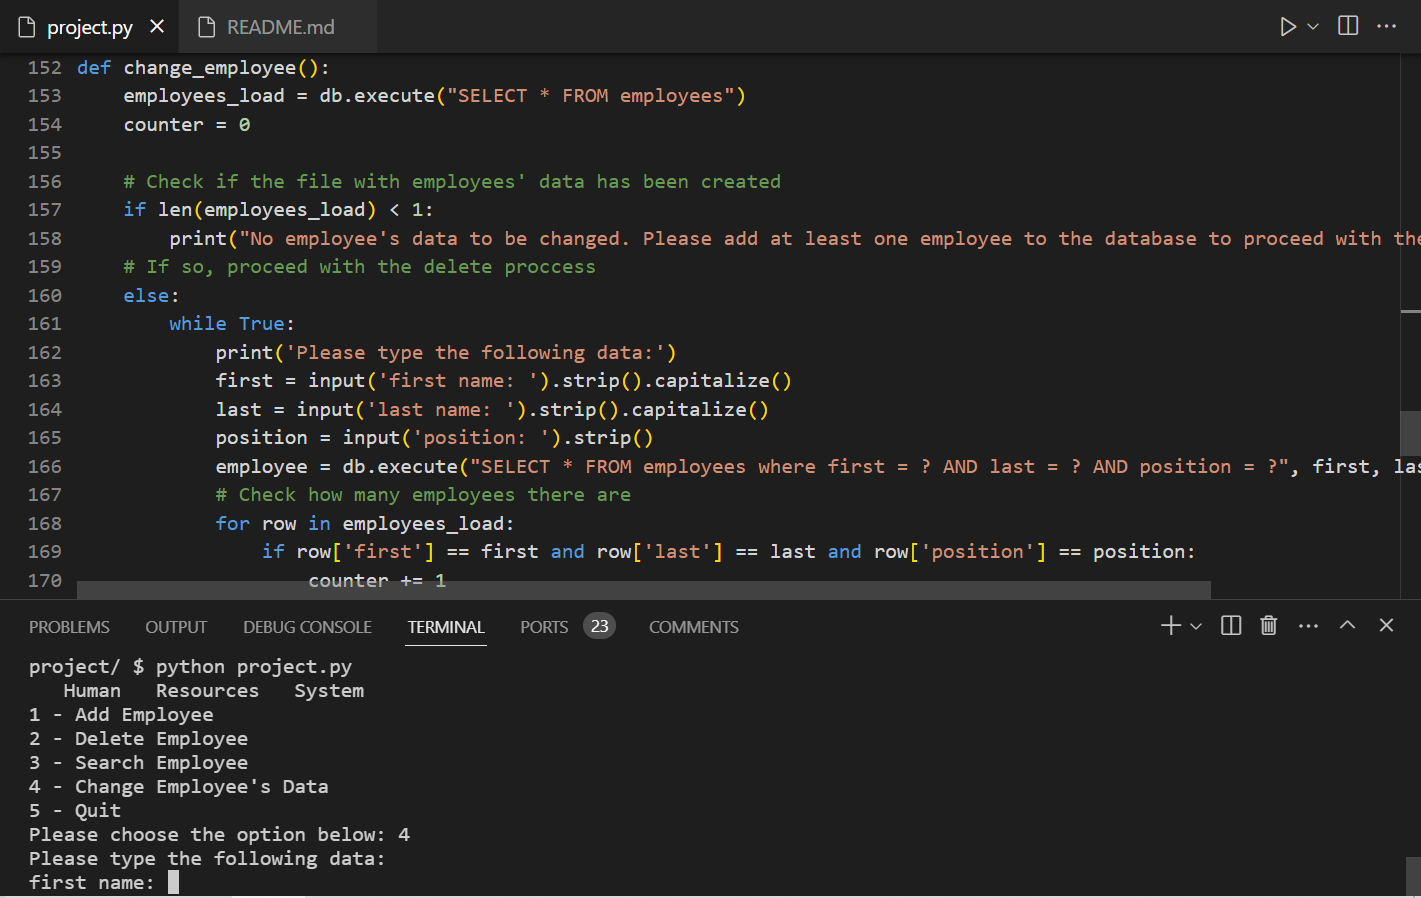 project.py
README.md
152 def change_employee():
153     employees_load = db.execute("SELECT * FROM employees")
154     counter = 0
155
156     # Check if the file with employees' data has been created
157     if len(employees_load) < 1:
158         print("No employee's data to be changed. Please add at least one employee to the database to proceed with the
159     # If so, proceed with the delete proccess
160     else:
161         while True:
162             print('Please type the following data:')
163             first = input('first name: ').strip().capitalize()
164             last = input('last name: ').strip().capitalize()
165             position = input('position: ').strip()
166             employee = db.execute("SELECT * FROM employees where first = ? AND last = ? AND position = ?", first, las
167             # Check how many employees there are
168             for row in employees_load:
169                 if row['first'] == first and row['last'] == last and row['position'] == position:
170                     counter += 1
PROBLEMS OUTPUT DEBUG CONSOLE TERMINAL PORTS 23 COMMENTS
project/ $ python project.py
   Human   Resources   System
1 - Add Employee
2 - Delete Employee
3 - Search Employee
4 - Change Employee's Data
5 - Quit
Please choose the option below: 4
Please type the following data:
first name: